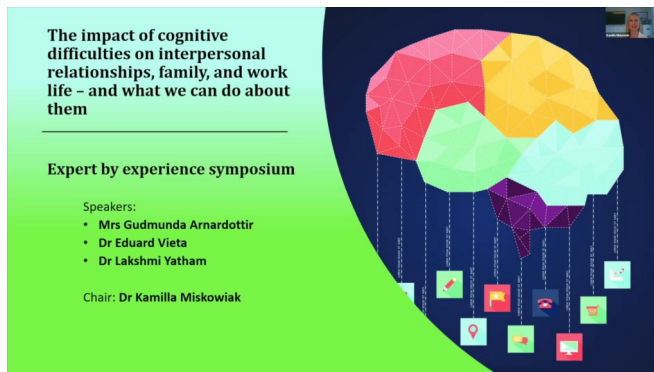 The impact of cognitive
difficulties on interpersonal
relationships, family, and work
life – and what we can do about
them
Expert by experience symposium
Speakers:
• Mrs Gudmunda Arnardottir
• Dr Eduard Vieta
• Dr Lakshmi Yatham
Chair: Dr Kamilla Miskowiak